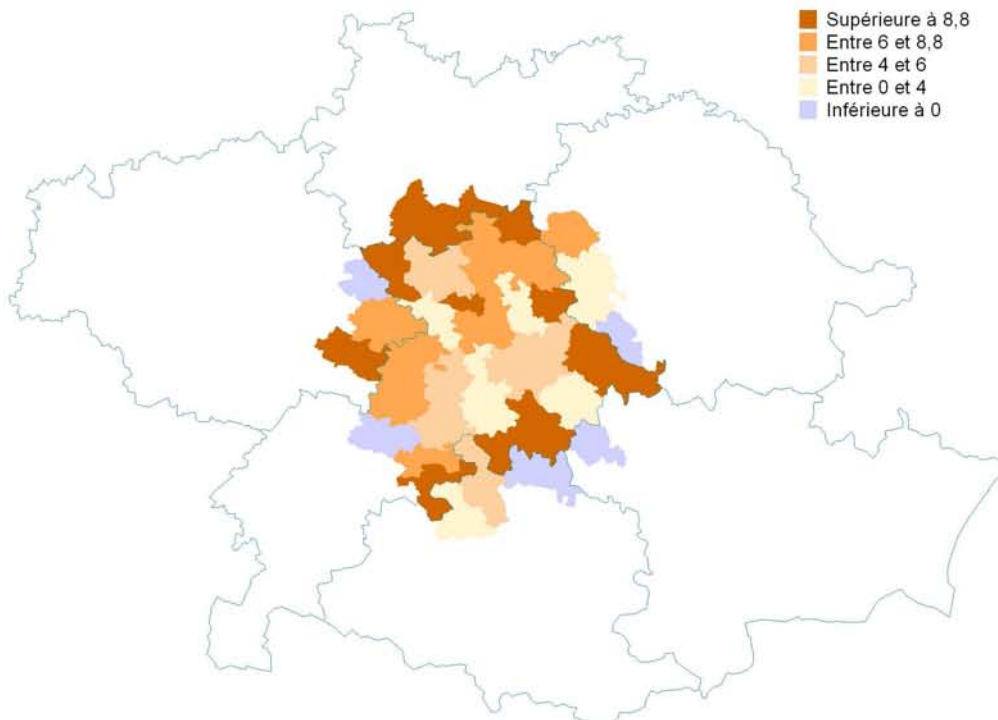 Supérieure à 8,8
Entre 6 et 8,8
Entre 4 et 6
Entre 0 et 4
Inférieure à 0